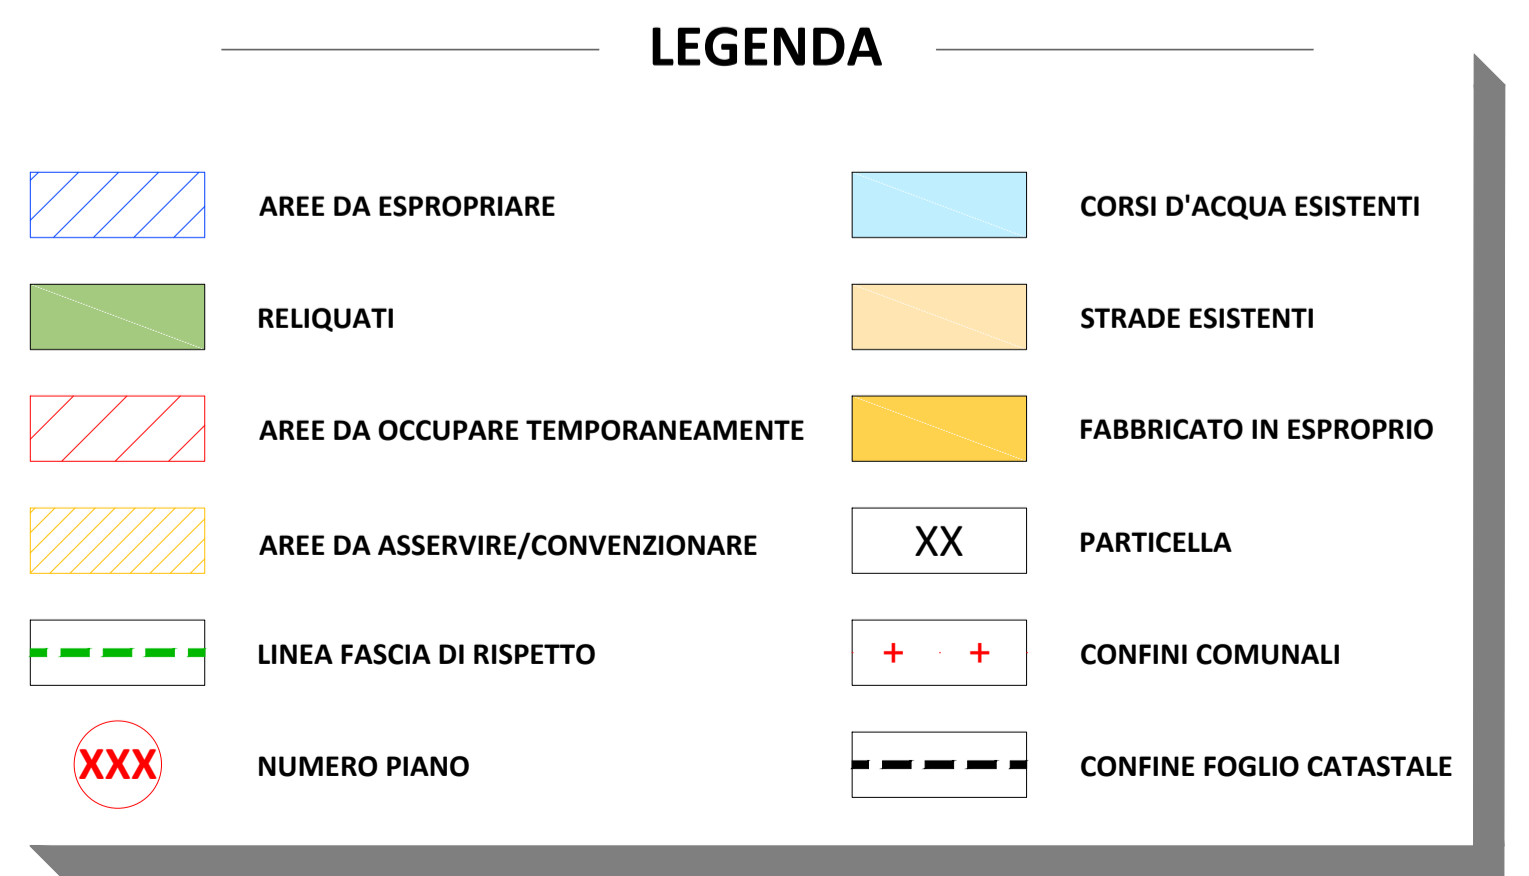 LEGENDA
AREE DA ESPROPRIARE
RELIQUATI
AREE DA OCCUPARE TEMPORANEAMENTE
AREE DA ASSERVIRE/CONVENZIONARE
LINEA FASCIA DI RISPETTO
XXX
NUMERO PIANO
CORSI D'ACQUA ESISTENTI
STRADE ESISTENTI
FABBRICATO IN ESPROPRIO
XX
PARTICELLA
CONFINI COMUNALI
CONFINE FOGLIO CATASTALE